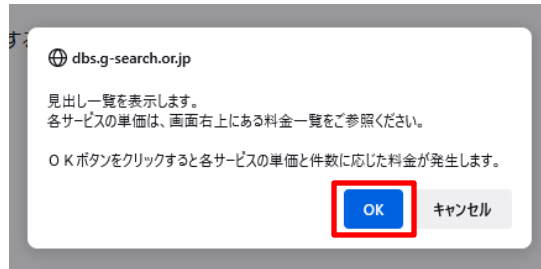 する
dbs.g-search.or.jp
見出し一覧を表示します。
各サービスの単価は、画面右上にある料金一覧をご参照ください。
ＯＫボタンをクリックすると各サービスの単価と件数に応じた料金が発生します。
OK
キャンセル